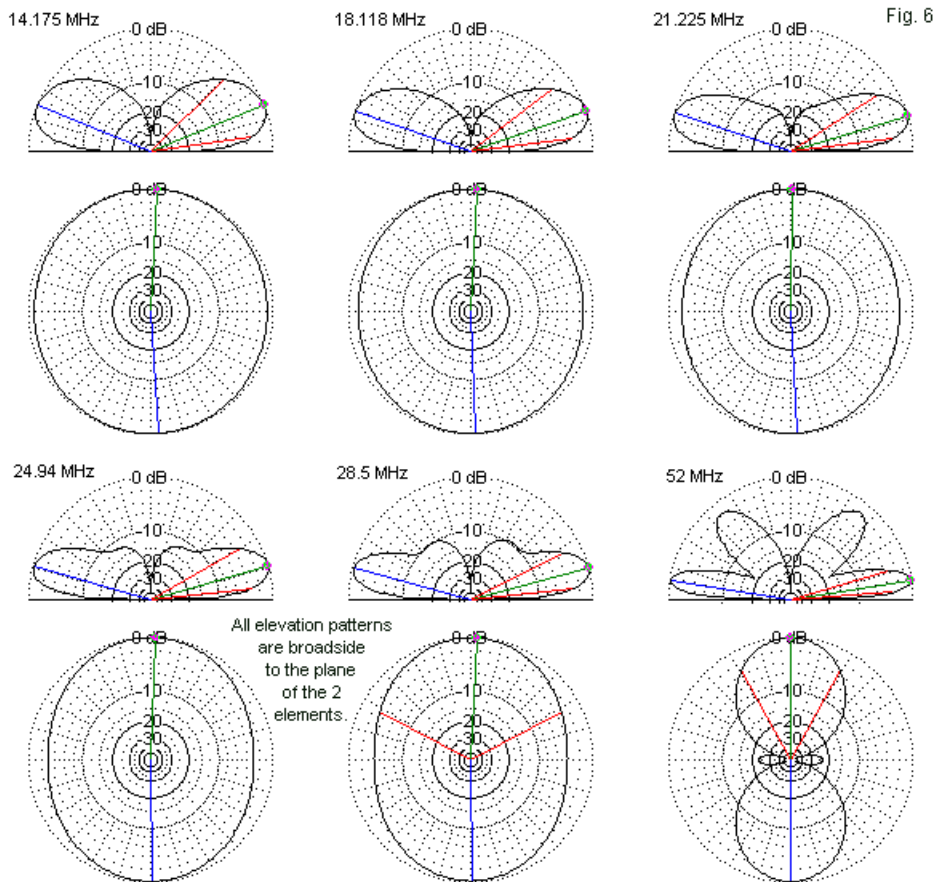 14.175 MHz
0 dB
-10
20
30
18.118 MHz
0 dB
-10
20
30
21.225 MHz
0 dB
-10
20
30
Fig. 6
0 dB
-10
20
30
0 dB
-10
20
30
0 dB
-10
20
30
24.94 MHz
0 dB
-10
20
30
28.5 MHz
0 dB
-10
20
30
52 MHz
0 dB
-10
20
30
0 dB
-10
20
30
All elevation patterns
are broadside
to the plane
of the 2
elements.
0 dB
-10
20
30
0 dB
-10
20
30